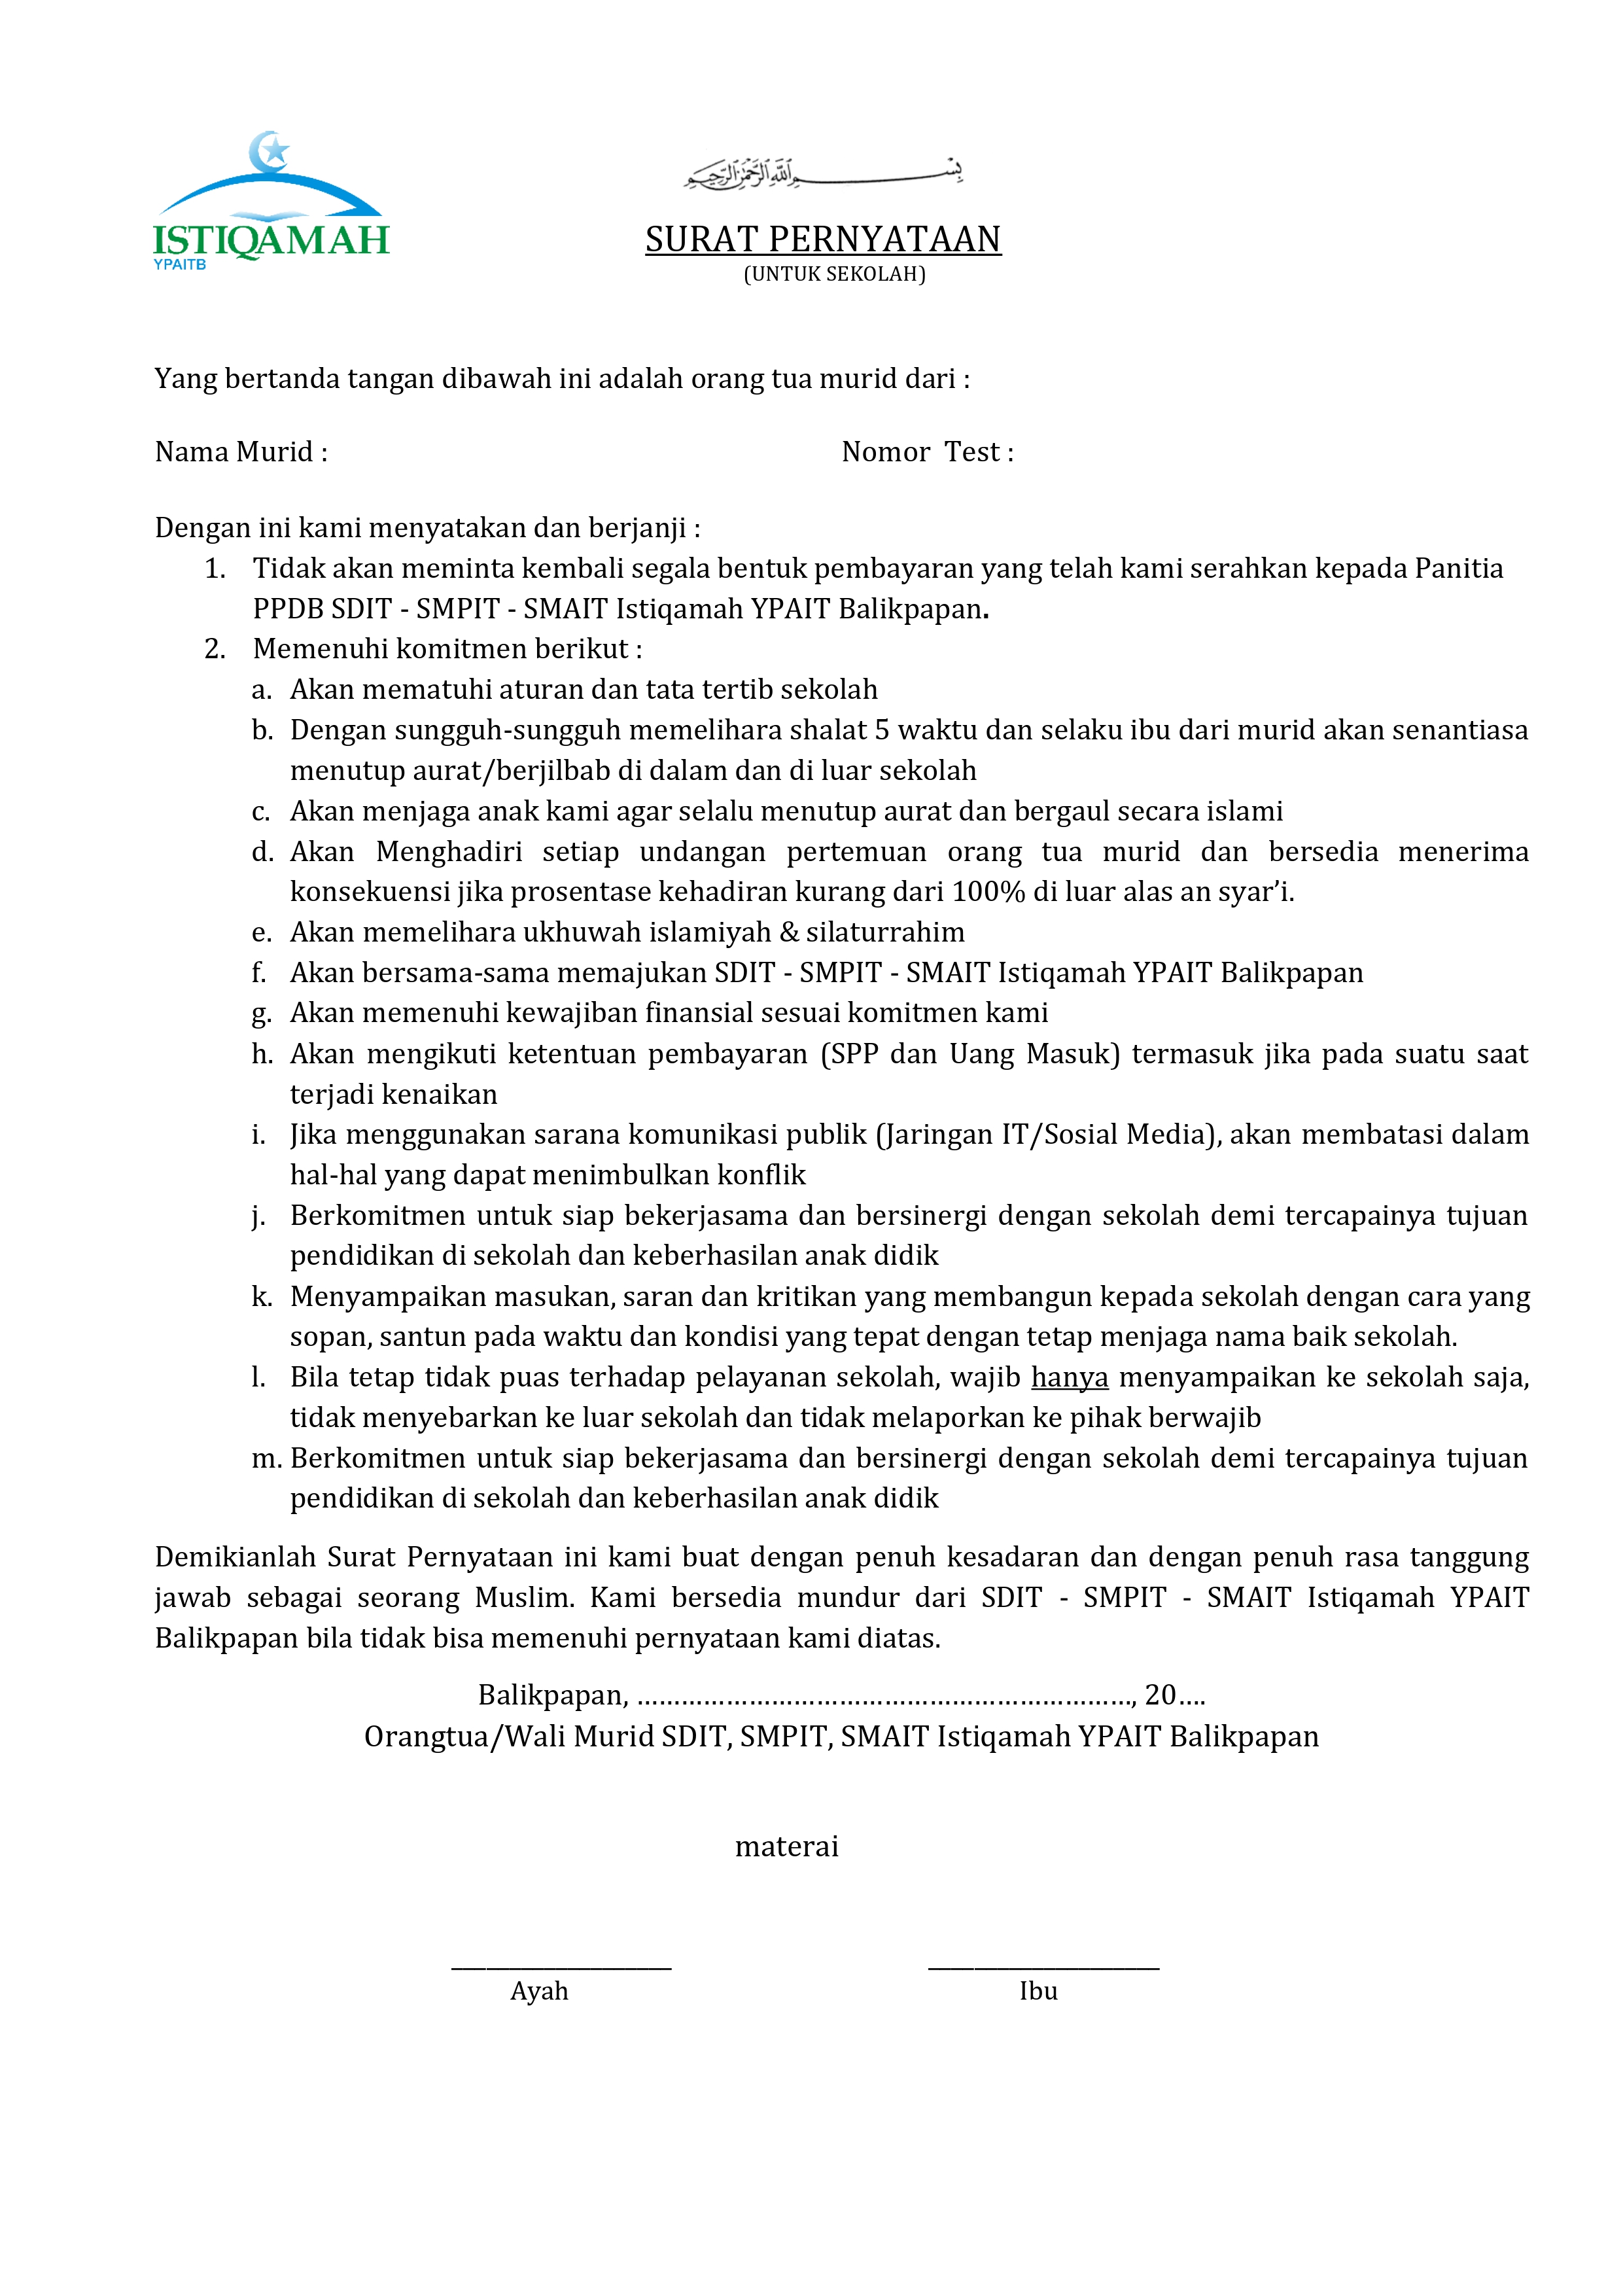 ISTIQAMAH
YPAITB
بِسْــــــــــــــــــمِ اللَّهِ الرَّحْمَٰنِ الرَّحِيمِ
SURAT PERNYATAAN
(UNTUK SEKOLAH)
Yang bertanda tangan dibawah ini adalah orang tua murid dari :
Nama Murid : Nomor Test :
Dengan ini kami menyatakan dan berjanji :
1. Tidak akan meminta kembali segala bentuk pembayaran yang telah kami serahkan kepada Panitia
PPDB SDIT - SMPIT - SMAIT Istiqamah YPAIT Balikpapan.
2. Memenuhi komitmen berikut :
a. Akan mematuhi aturan dan tata tertib sekolah
b. Dengan sungguh-sungguh memelihara shalat 5 waktu dan selaku ibu dari murid akan senantiasa
menutup aurat/berjilbab di dalam dan di luar sekolah
c. Akan menjaga anak kami agar selalu menutup aurat dan bergaul secara islami
d. Akan Menghadiri setiap undangan pertemuan orang tua murid dan bersedia menerima
konsekuensi jika prosentase kehadiran kurang dari 100% di luar alas an syar’i.
e. Akan memelihara ukhuwah islamiyah & silaturrahim
f. Akan bersama-sama memajukan SDIT - SMPIT - SMAIT Istiqamah YPAIT Balikpapan
g. Akan memenuhi kewajiban finansial sesuai komitmen kami
h. Akan mengikuti ketentuan pembayaran (SPP dan Uang Masuk) termasuk jika pada suatu saat
terjadi kenaikan
i. Jika menggunakan sarana komunikasi publik (Jaringan IT/Sosial Media), akan membatasi dalam
hal-hal yang dapat menimbulkan konflik
j. Berkomitmen untuk siap bekerjasama dan bersinergi dengan sekolah demi tercapainya tujuan
pendidikan di sekolah dan keberhasilan anak didik
k. Menyampaikan masukan, saran dan kritikan yang membangun kepada sekolah dengan cara yang
sopan, santun pada waktu dan kondisi yang tepat dengan tetap menjaga nama baik sekolah.
l. Bila tetap tidak puas terhadap pelayanan sekolah, wajib hanya menyampaikan ke sekolah saja,
tidak menyebarkan ke luar sekolah dan tidak melaporkan ke pihak berwajib
m. Berkomitmen untuk siap bekerjasama dan bersinergi dengan sekolah demi tercapainya tujuan
pendidikan di sekolah dan keberhasilan anak didik
Demikianlah Surat Pernyataan ini kami buat dengan penuh kesadaran dan dengan penuh rasa tanggung
jawab sebagai seorang Muslim. Kami bersedia mundur dari SDIT - SMPIT - SMAIT Istiqamah YPAIT
Balikpapan bila tidak bisa memenuhi pernyataan kami diatas.
Balikpapan, …………………………………………………………, 20….
Orangtua/Wali Murid SDIT, SMPIT, SMAIT Istiqamah YPAIT Balikpapan
materai
___________________ ____________________
Ayah Ibu